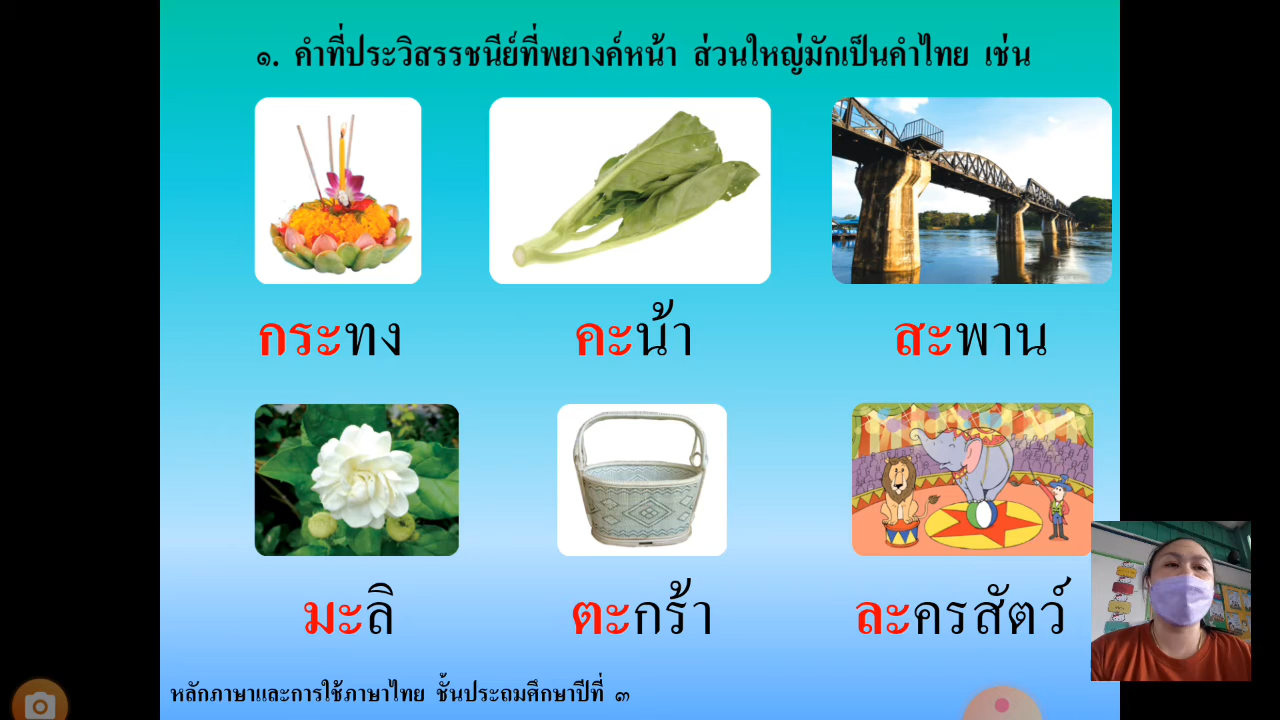 ๑. คำที่ประวิสรรชนีย์ที่พยางค์หน้า ส่วนใหญ่มักเป็นคำไทย เช่น
กระทง คะน้า สะพาน
มะลิ ตะกร้า ละครสัตว์
หลักภาษาและการใช้ภาษาไทย ชั้นประถมศึกษาปีที่ ๓